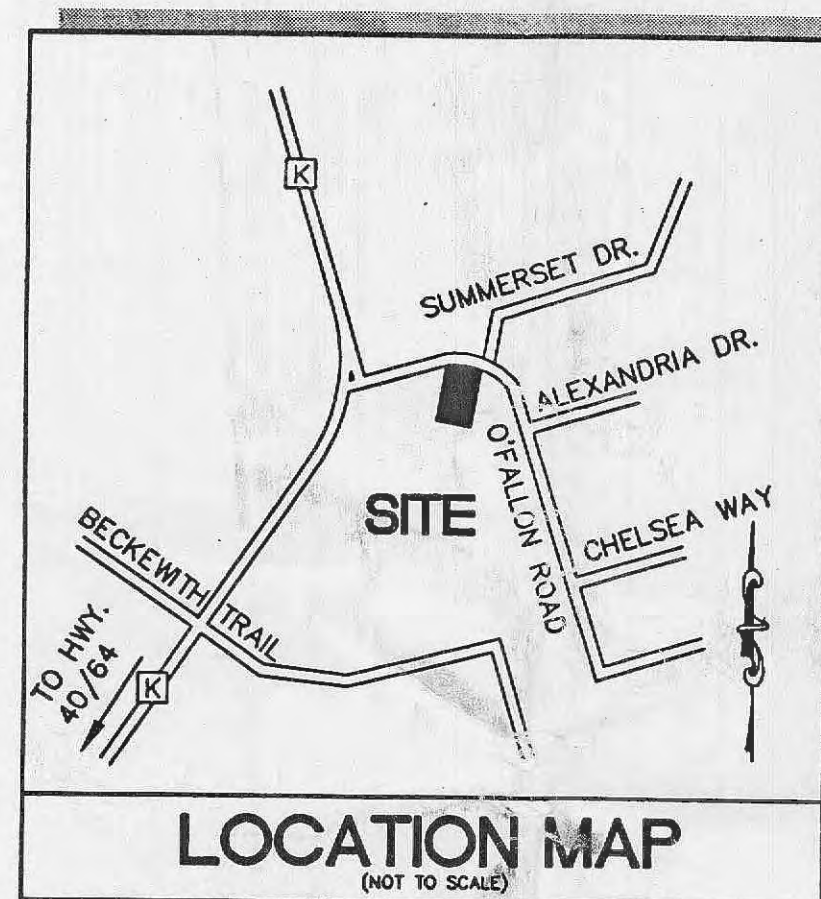 K
SUMMERSET DR.
ALEXANDRIA DR.
O'FALLON ROAD
SITE
CHELSEA WAY
BECKEWITH TRAIL
TO HWY.
40/64
K
LOCATION MAP
(NOT TO SCALE)